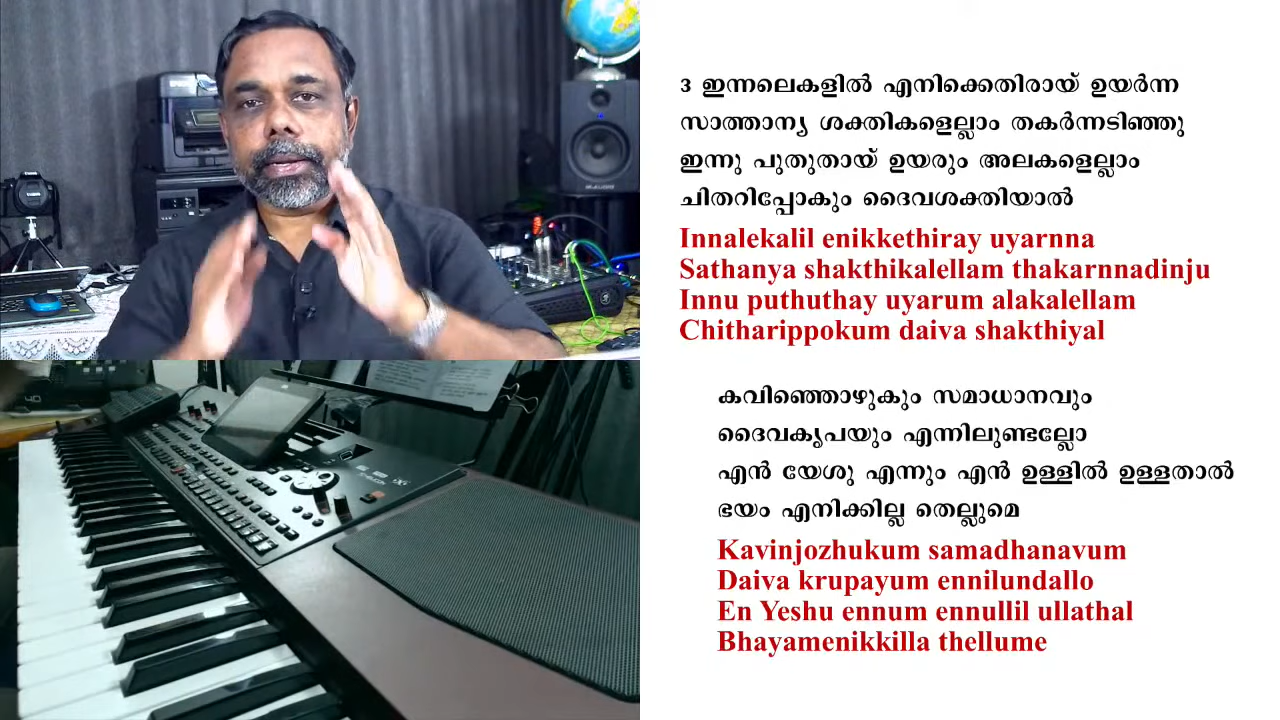 3 ഇന്നലെകളിൽ എനിക്കെതിരായ് ഉയർന്ന
സാത്താന്യ ശക്തികളെല്ലാം തകർന്നടിഞ്ഞു
ഇന്നു പുതുതായ് ഉയരും അലകളെല്ലാം
ചിതറിപ്പോകും ദൈവശക്തിയാൽ
Innalekalil enikkethiray uyarnna
Sathanya shakthikalellam thakarnnadinju
Innu puthuthay uyarum alakalellam
Chitharippokum daiva shakthiyal
കവിഞ്ഞൊഴുകും സമാധാനവും
ദൈവകൃപയും എന്നിലുണ്ടല്ലോ
എൻ യേശു എന്നും എൻ ഉള്ളിൽ ഉള്ളതാൽ
ഭയം എനിക്കില്ല തെല്ലുമെ
Kavinjozhukum samadhanavum
Daiva krupayum ennilundallo
En Yeshu ennum ennullil ullathal
Bhayamenikkilla thellume